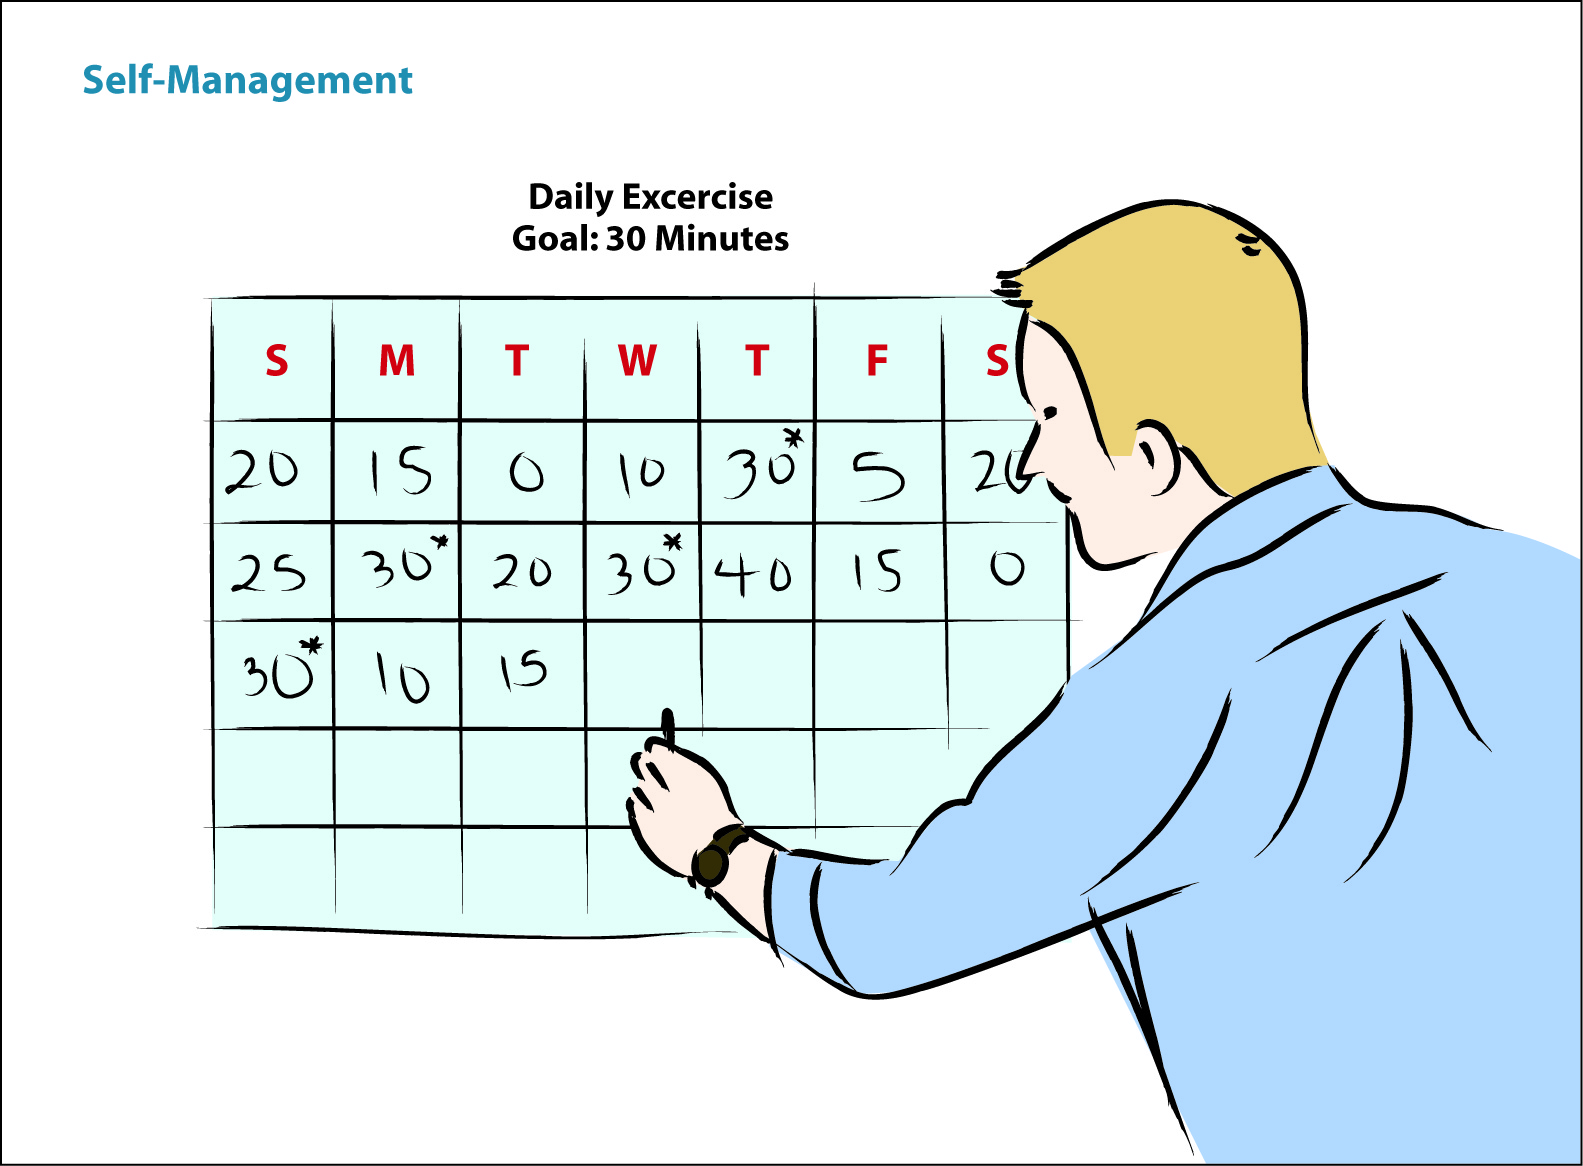 Self-Management
Daily Excercise
Goal: 30 Minutes
S M T W T F S
20 15 0 10 30* 5 20
25 30* 20 30* 40 15 0
30* 10 15